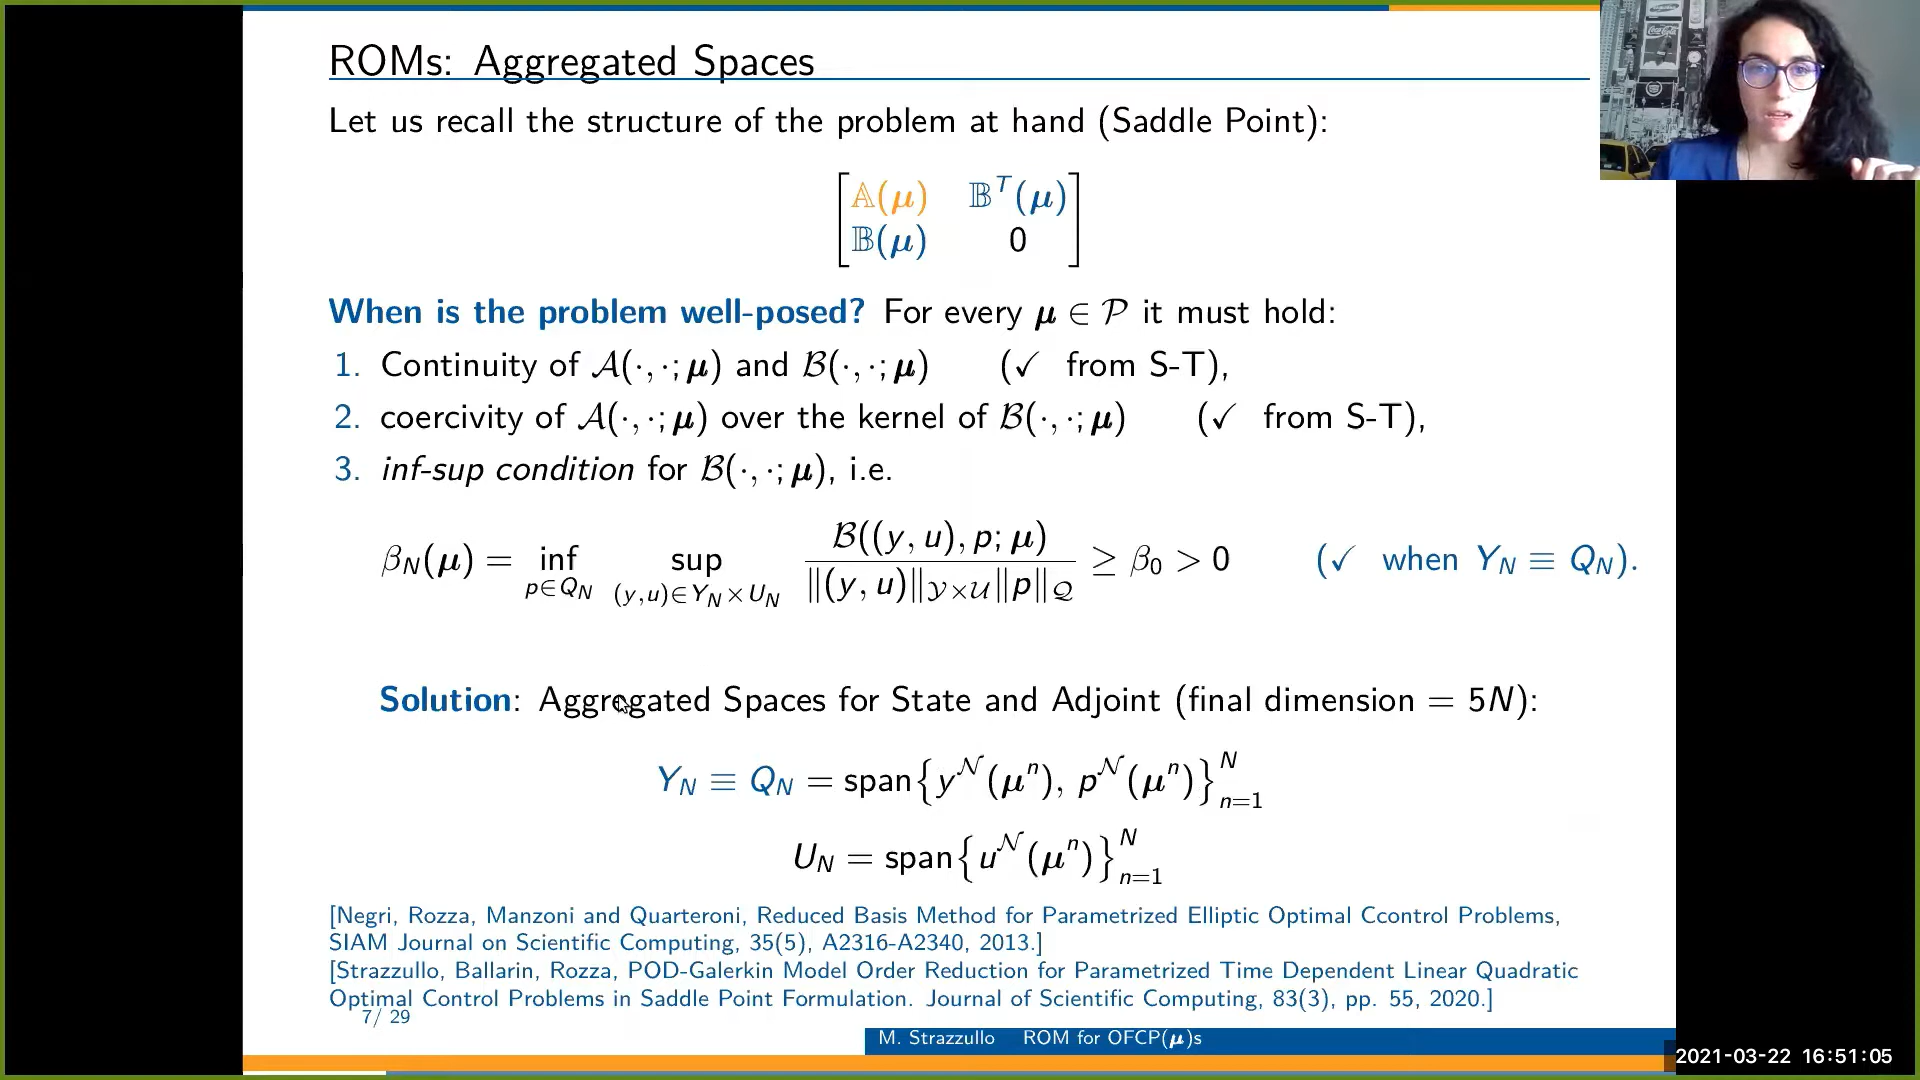 ROMs: Aggregated Spaces
Let us recall the structure of the problem at hand (Saddle Point):
𝔸(μ) 𝔹ᵀ(μ)
𝔹(μ) 0
When is the problem well-posed? For every μ ∈ 𝒫 it must hold:
1. Continuity of 𝒜(·, ·; μ) and ℬ(·, ·; μ) (✓ from S-T),
2. coercivity of 𝒜(·, ·; μ) over the kernel of ℬ(·, ·; μ) (✓ from S-T),
3. inf-sup condition for ℬ(·, ·; μ), i.e.
β_N(μ) = inf_{p∈Q_N} sup_{(y,u)∈Y_N×U_N} ℬ((y, u), p; μ) / ‖(y, u)‖_{𝒴×𝒰}‖p‖_𝒬 ≥ β₀ > 0 (✓ when Y_N ≡ Q_N).
Solution: Aggregated Spaces for State and Adjoint (final dimension = 5N):
Y_N ≡ Q_N = span{y^𝒩(μⁿ), p^𝒩(μⁿ)}_{n=1}^N
U_N = span{u^𝒩(μⁿ)}_{n=1}^N
[Negri, Rozza, Manzoni and Quarteroni, Reduced Basis Method for Parametrized Elliptic Optimal Ccontrol Problems,
SIAM Journal on Scientific Computing, 35(5), A2316-A2340, 2013.]
[Strazzullo, Ballarin, Rozza, POD-Galerkin Model Order Reduction for Parametrized Time Dependent Linear Quadratic
Optimal Control Problems in Saddle Point Formulation. Journal of Scientific Computing, 83(3), pp. 55, 2020.]
7/ 29
M. Strazzullo ROM for OFCP(μ)s
2021-03-22 16:51:05
Coca-Cola